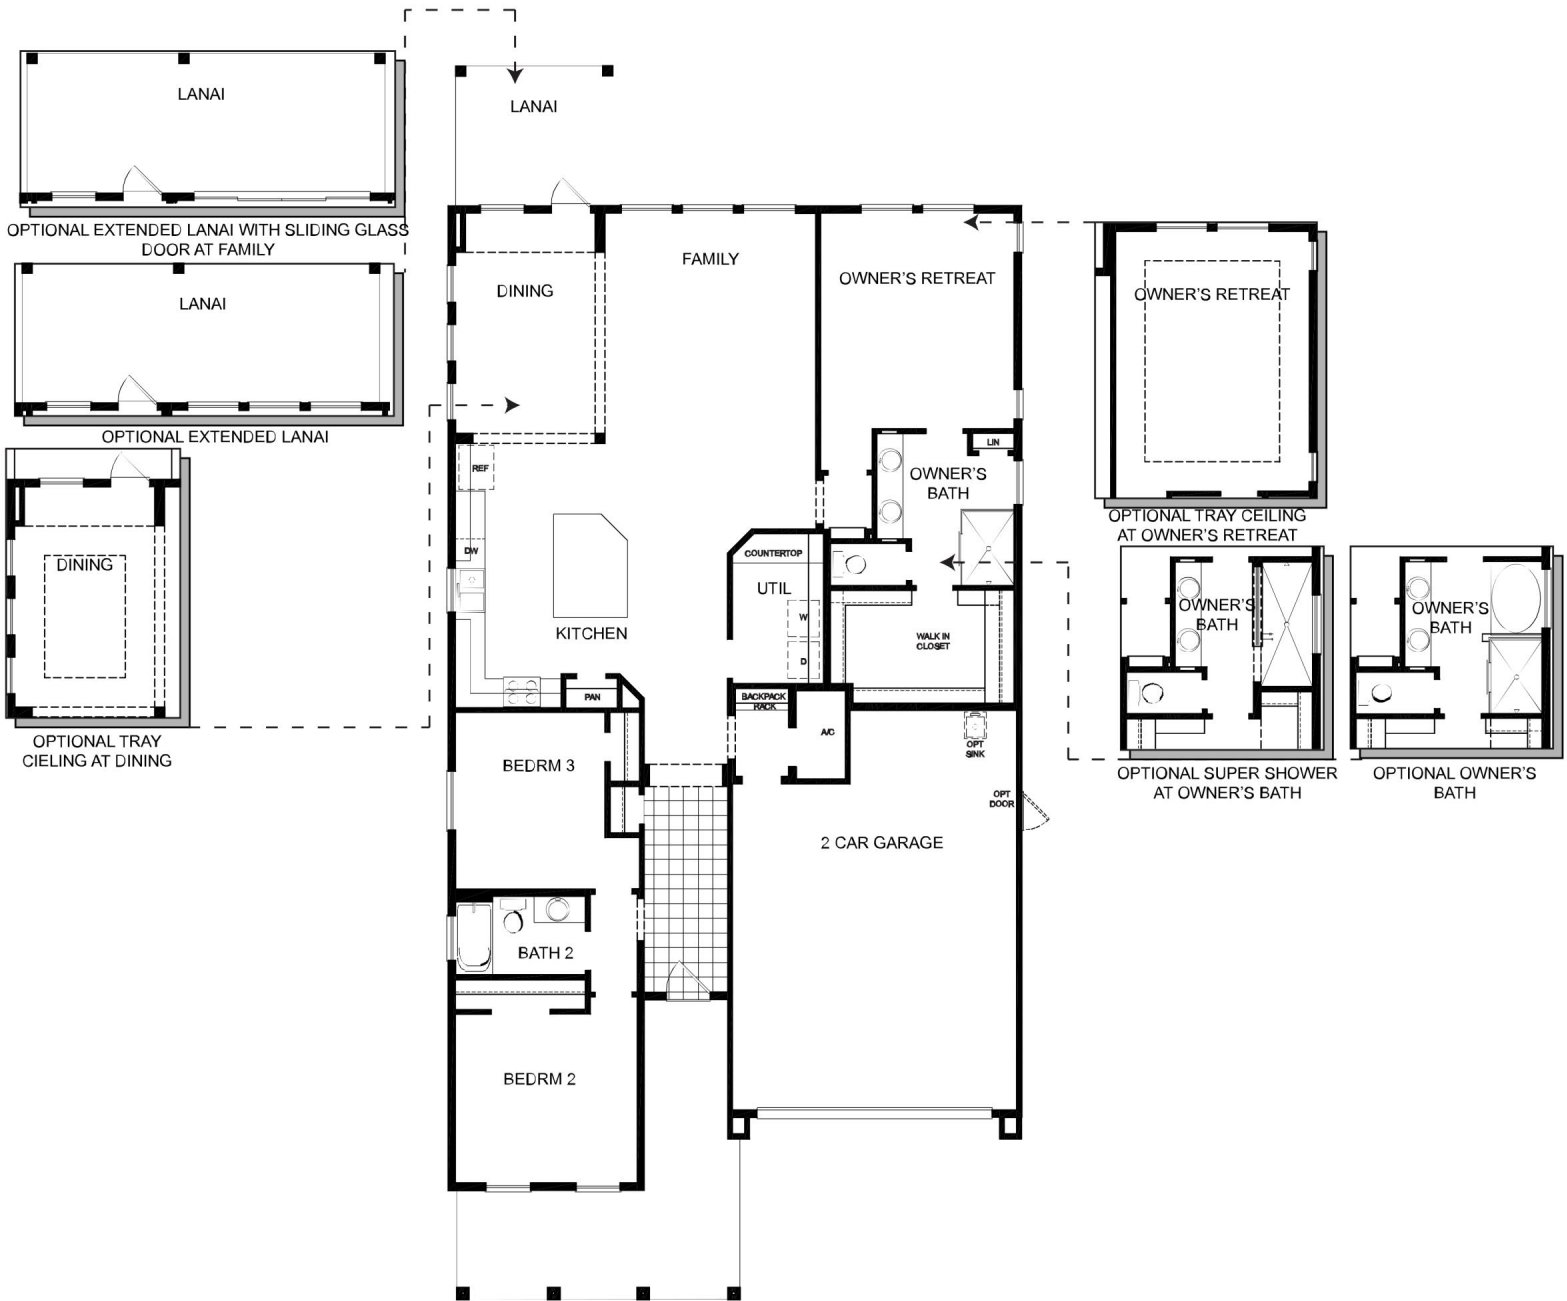 LANAI
OPTIONAL EXTENDED LANAI WITH SLIDING GLASS
DOOR AT FAMILY
LANAI
OPTIONAL EXTENDED LANAI
DINING
OPTIONAL TRAY
CIELING AT DINING
LANAI
FAMILY
DINING
OWNER'S RETREAT
REF
LIN
OWNER'S
BATH
DW
COUNTERTOP
UTIL
W
D
KITCHEN
WALK IN
CLOSET
PAN
BACKPACK
RACK
A/C
OPT
SINK
BEDRM 3
OPT
DOOR
2 CAR GARAGE
BATH 2
BEDRM 2
OWNER'S RETREAT
OPTIONAL TRAY CEILING
AT OWNER'S RETREAT
OWNER'S
BATH
OPTIONAL SUPER SHOWER
AT OWNER'S BATH
OWNER'S
BATH
OPTIONAL OWNER'S
BATH